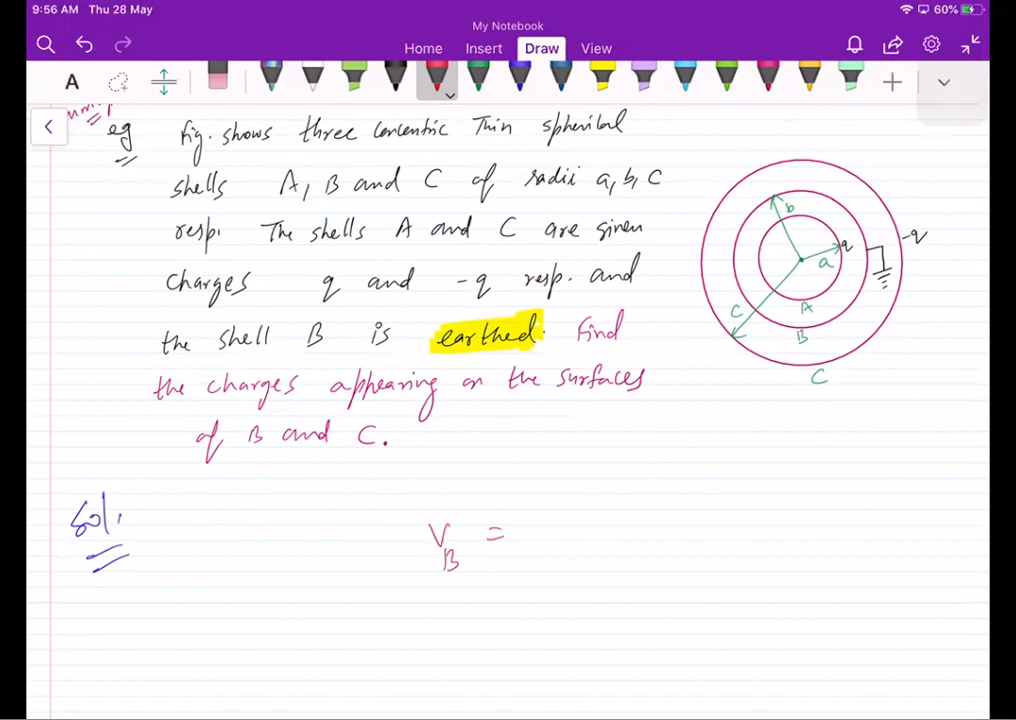 9:56 AM Thu 28 May
60%
My Notebook
Home Insert Draw View
A
eg fig. shows three concentric Thin spherical
shells A, B and C of radii a, b, c
resp. The shells A and C are given
charges q and -q resp. and
the shell B is earthed. Find
the charges appearing on the surfaces
of B and C.
b
q
-q
a
c
A
B
C
Sol.
V_B =